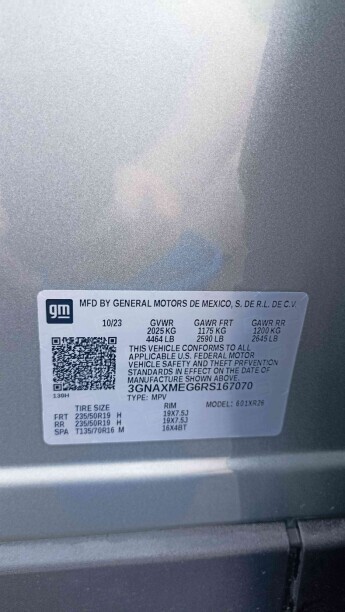 gm
MFD BY GENERAL MOTORS DE MEXICO, S. DE R.L. DE C.V.
10/23 GVWR GAWR FRT GAWR RR
2025 KG 1175 KG 1200 KG
4464 LB 2590 LB 2645 LB
THIS VEHICLE CONFORMS TO ALL
APPLICABLE U.S. FEDERAL MOTOR
VEHICLE SAFETY AND THEFT PREVENTION
STANDARDS IN EFFECT ON THE DATE OF
MANUFACTURE SHOWN ABOVE.
138H 3GNAXMEG6RS167070
TYPE: MPV MODEL: 601XR26
TIRE SIZE RIM
FRT 235/50R19 H 19X7.5J
RR 235/50R19 H 19X7.5J
SPA T135/70R16 M 16X4BT